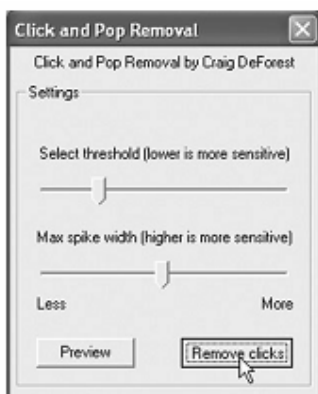 Click and Pop Removal
Click and Pop Removal by Craig DeForest
Settings
Select threshold (lower is more sensitive)
Max spike width (higher is more sensitive)
Less More
Preview Remove clicks